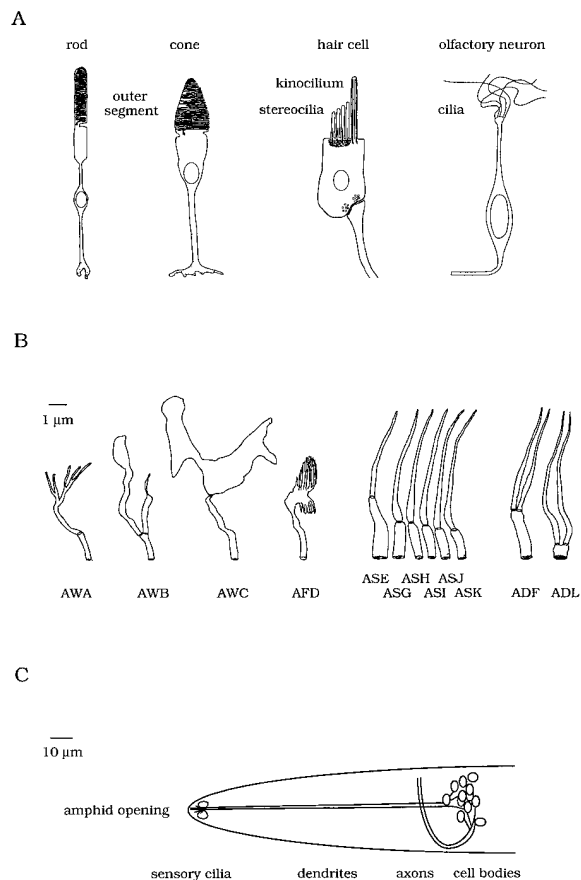 A
rod cone hair cell olfactory neuron
kinocilium
outer
segment
stereocilia
cilia
B
1 μm
AWA AWB AWC AFD
ASE ASH ASJ
ASG ASI ASK
ADF ADL
C
10 μm
amphid opening
sensory cilia dendrites axons cell bodies